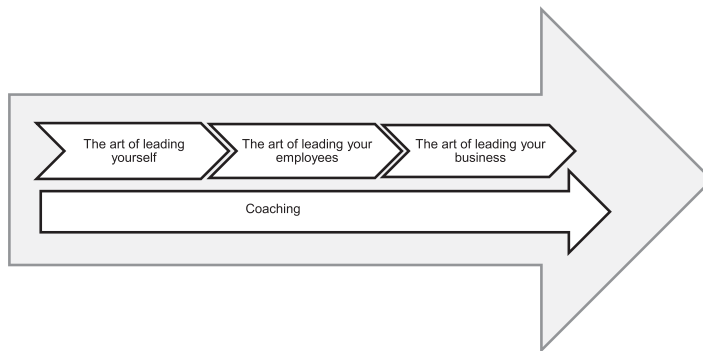 The art of leading
yourself
The art of leading your
employees
The art of leading your
business
Coaching